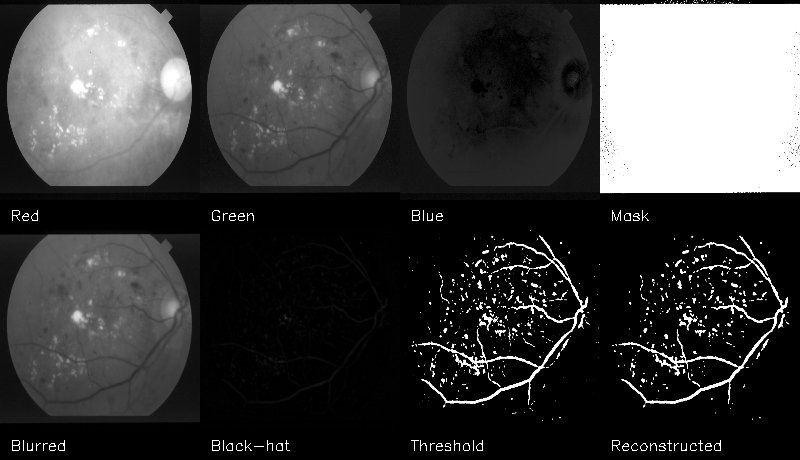 Red
Green
Blue
Mask
Blurred
Black-hat
Threshold
Reconstructed